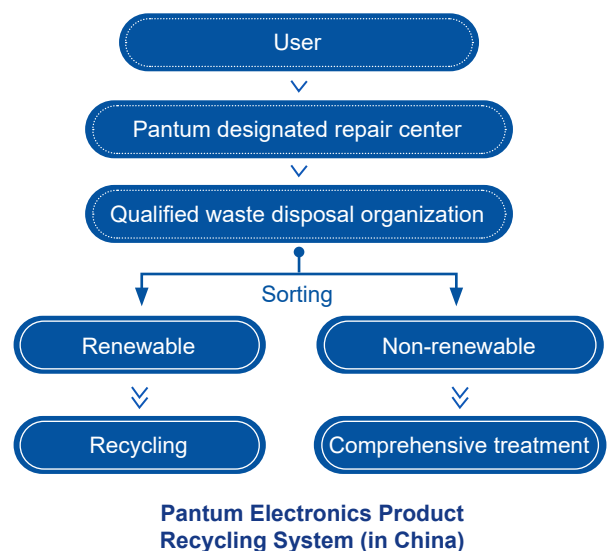 User
Pantum designated repair center
Qualified waste disposal organization
Sorting
Renewable
Non-renewable
Recycling
Comprehensive treatment
Pantum Electronics Product
Recycling System (in China)